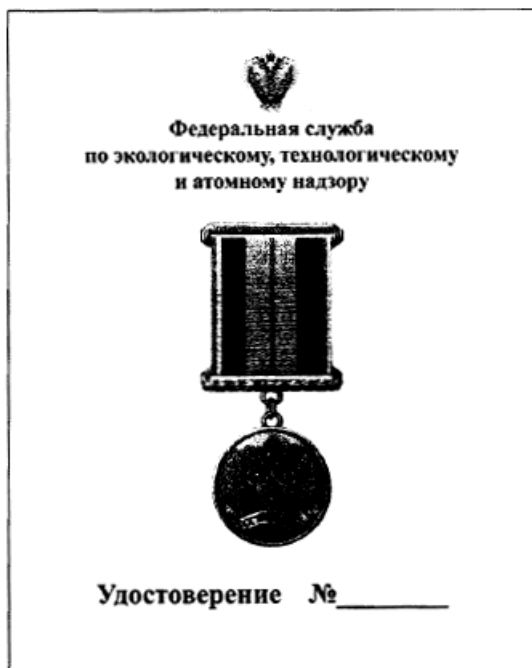 Федеральная служба
по экологическому, технологическому
и атомному надзору
Удостоверение №________